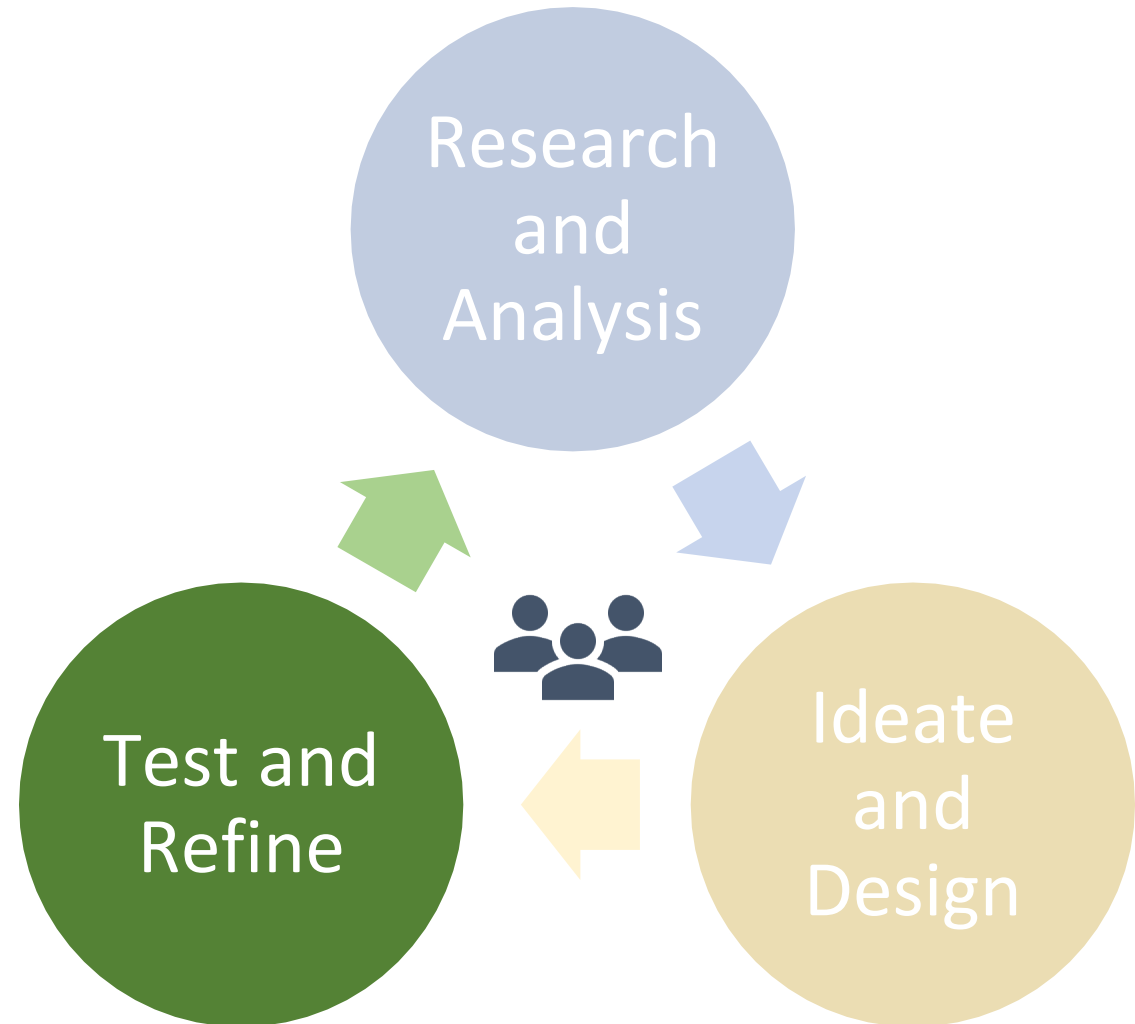 Research
and
Analysis
Ideate
and
Design
Test and
Refine